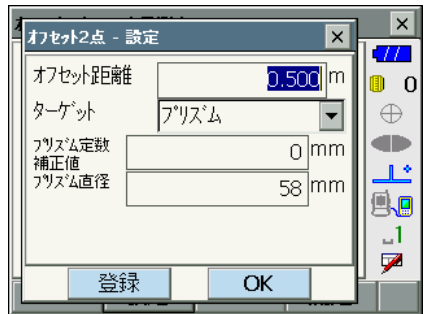 オフセット2点 - 設定
オフセット距離 0.500 m
ターゲット プリズム
プリズム定数
補正値 0 mm
プリズム直径 58 mm
登録 OK
0
1